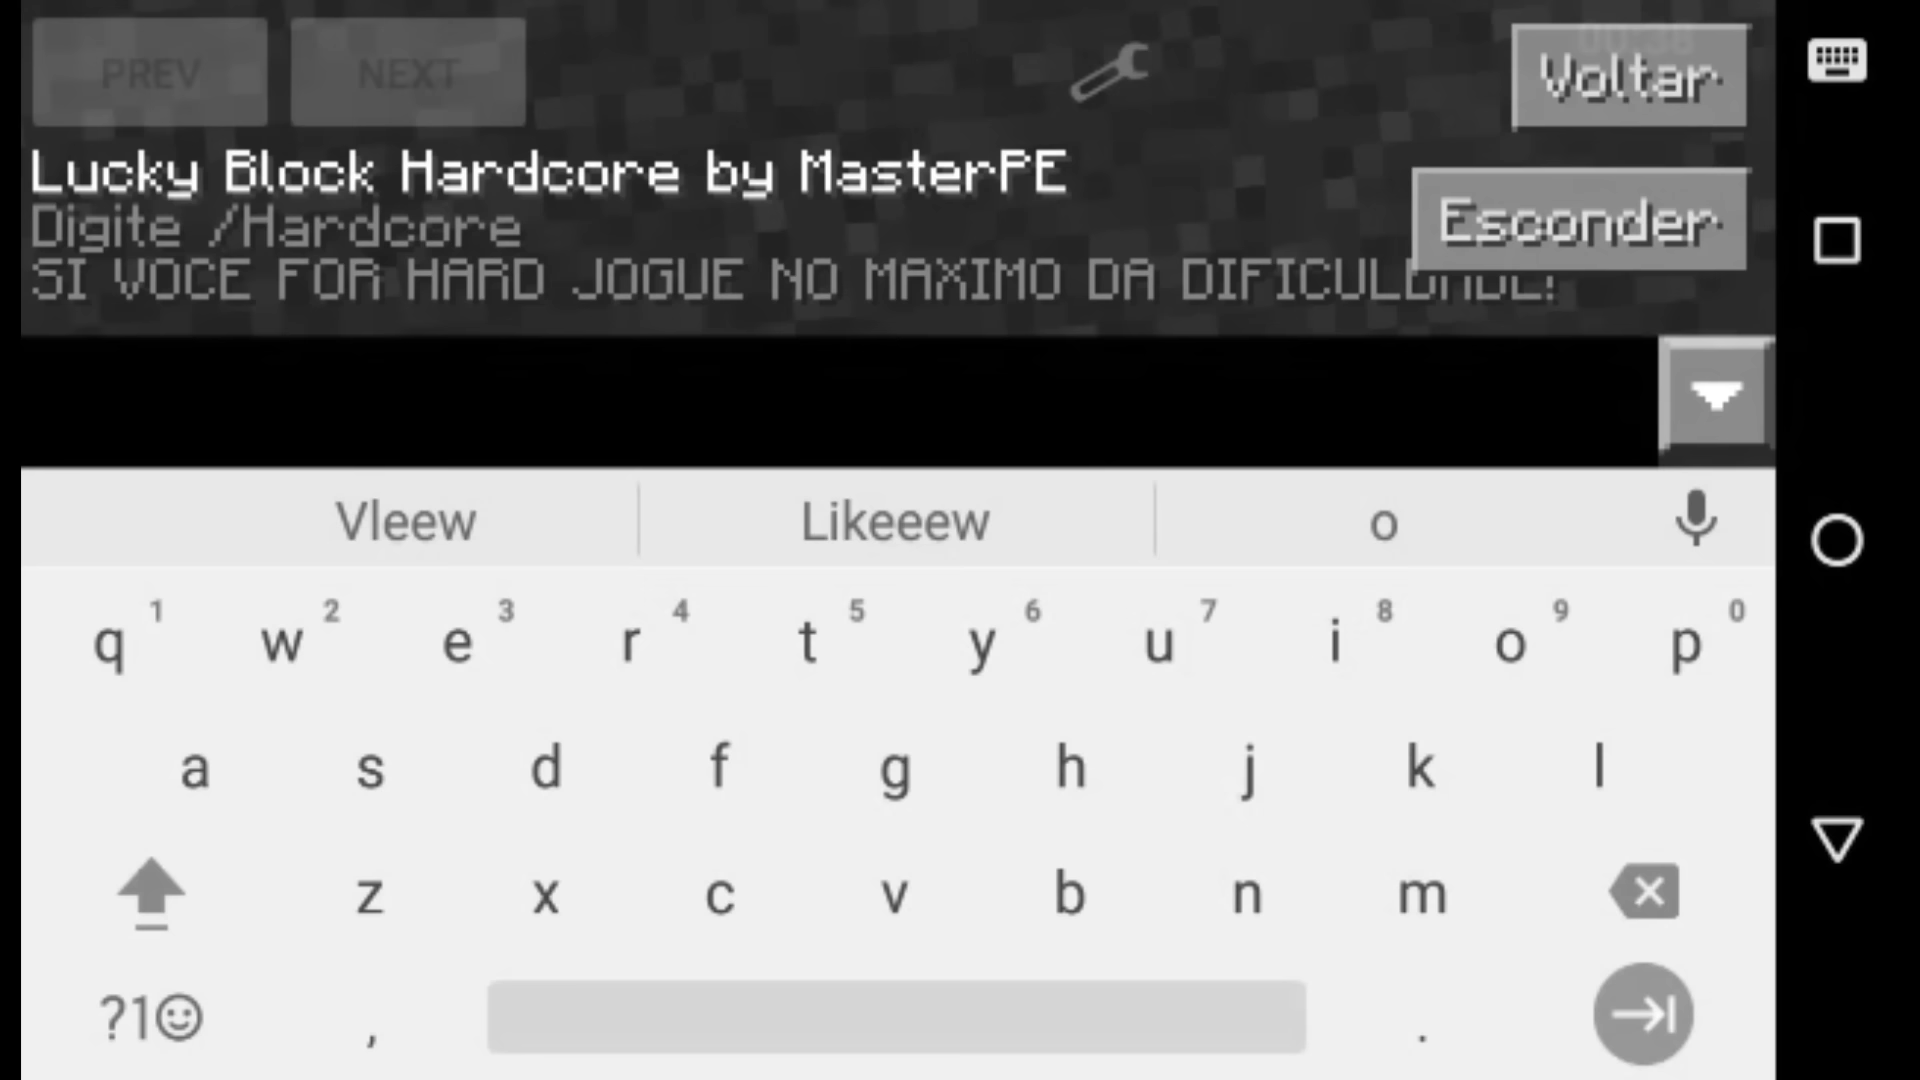 PREV NEXT Voltar
Lucky Block Hardcore by MasterPE
Esconder
Digite /Hardcore
SI VOCE FOR HARD JOGUE NO MAXIMO DA DIFICULDADE!
Vleew Likeeew o
1 2 3 4 5 6 7 8 9 0
q w e r t y u i o p
a s d f g h j k l
z x c v b n m
?1 , .